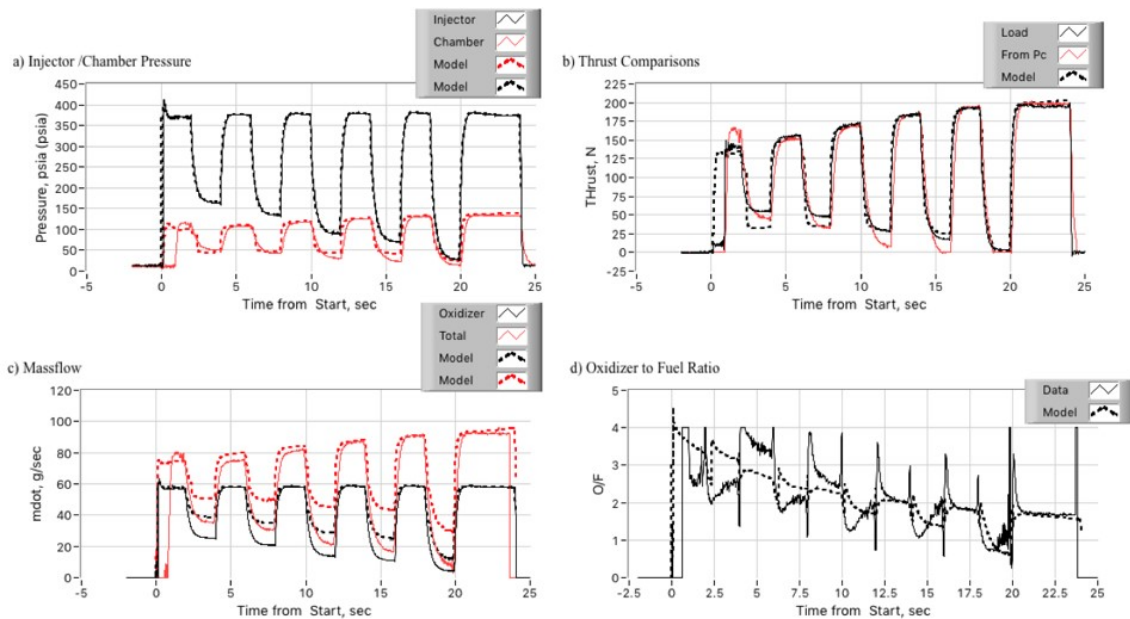 Injector
Chamber
Model
Model
a) Injector /Chamber Pressure
450
400
350
300
250
200
150
100
50
0
Pressure, psia (psia)
-5 0 5 10 15 20 25
Time from Start, sec
Load
From Pc
Model
b) Thrust Comparisons
225
200
175
150
125
100
75
50
25
0
-25
THrust, N
-5 0 5 10 15 20 25
Time from Start, sec
Oxidizer
Total
Model
Model
c) Massflow
120
100
80
60
40
20
0
mdot, g/sec
-5 0 5 10 15 20 25
Time from Start, sec
d) Oxidizer to Fuel Ratio
Data
Model
5
4
3
2
1
0
O/F
-2.5 0 2.5 5 7.5 10 12.5 15 17.5 20 22.5 25
Time from Start, sec